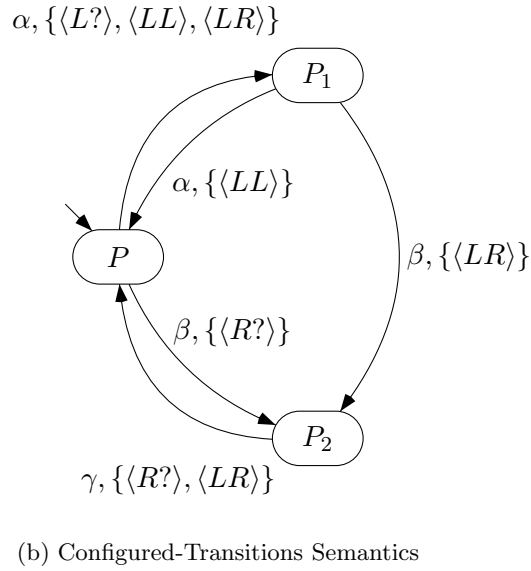 α, {⟨L?⟩, ⟨LL⟩, ⟨LR⟩}
P₁
α, {⟨LL⟩}
P
β, {⟨LR⟩}
β, {⟨R?⟩}
P₂
γ, {⟨R?⟩, ⟨LR⟩}
(b) Configured-Transitions Semantics